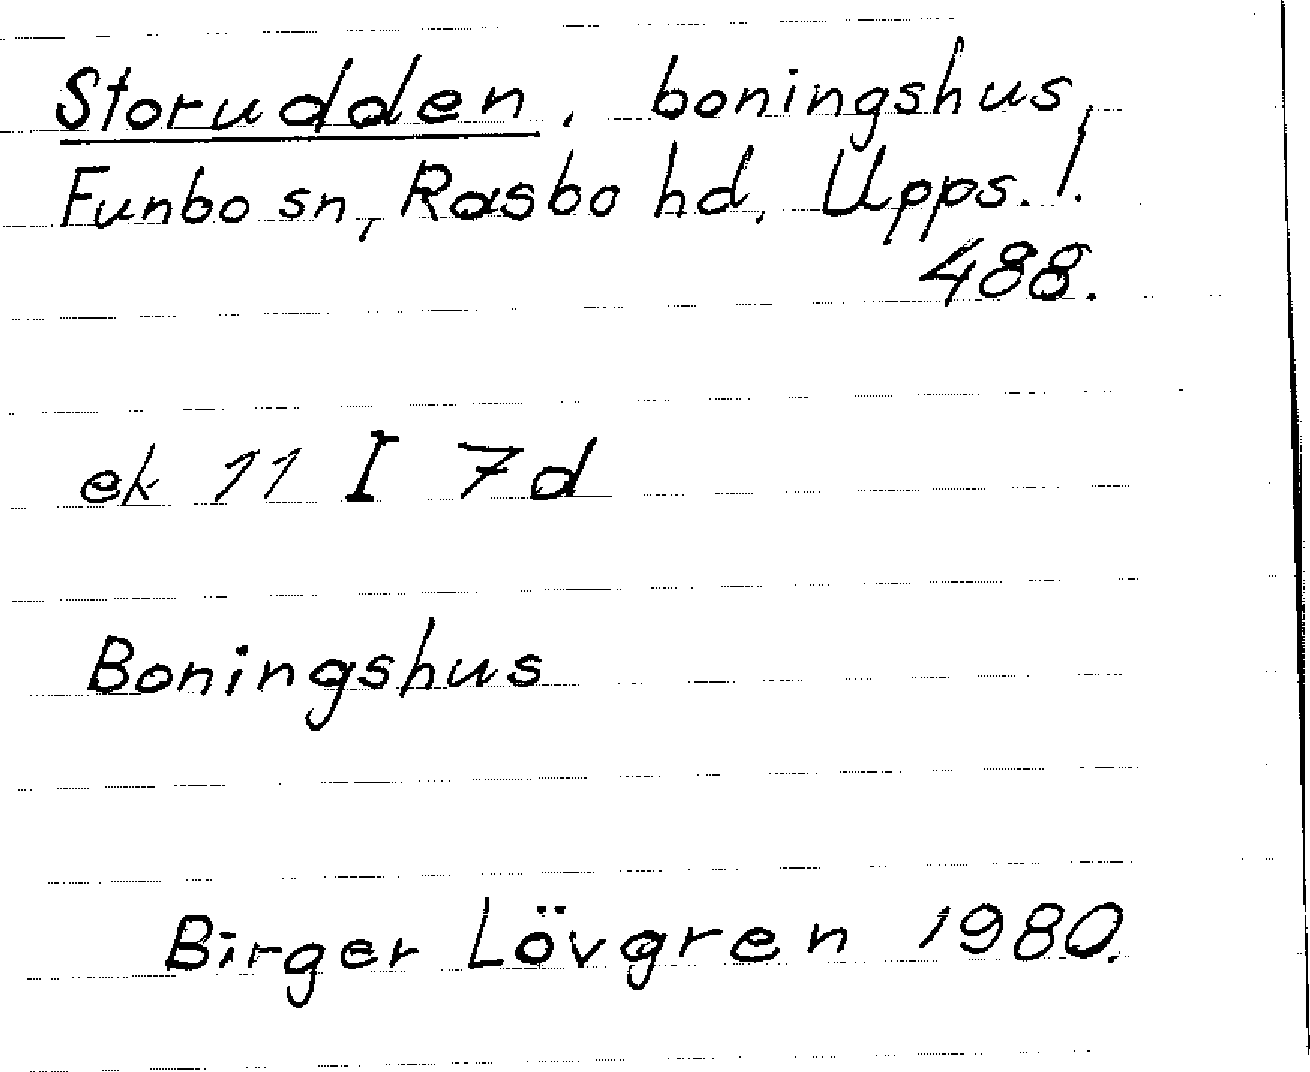 Storudden, boningshus,
Funbo sn, Rasbo hd, Upps. l.
488.
ek 11 I 7d
Boningshus
Birger Lövgren 1980.